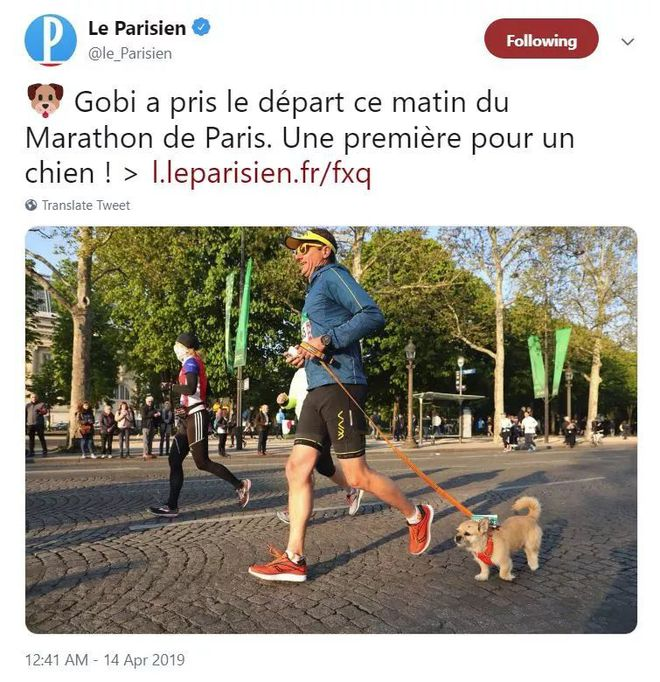 Le Parisien
@le_Parisien
Following
Gobi a pris le départ ce matin du
Marathon de Paris. Une première pour un
chien ! > l.leparisien.fr/fxq
Translate Tweet
12:41 AM - 14 Apr 2019